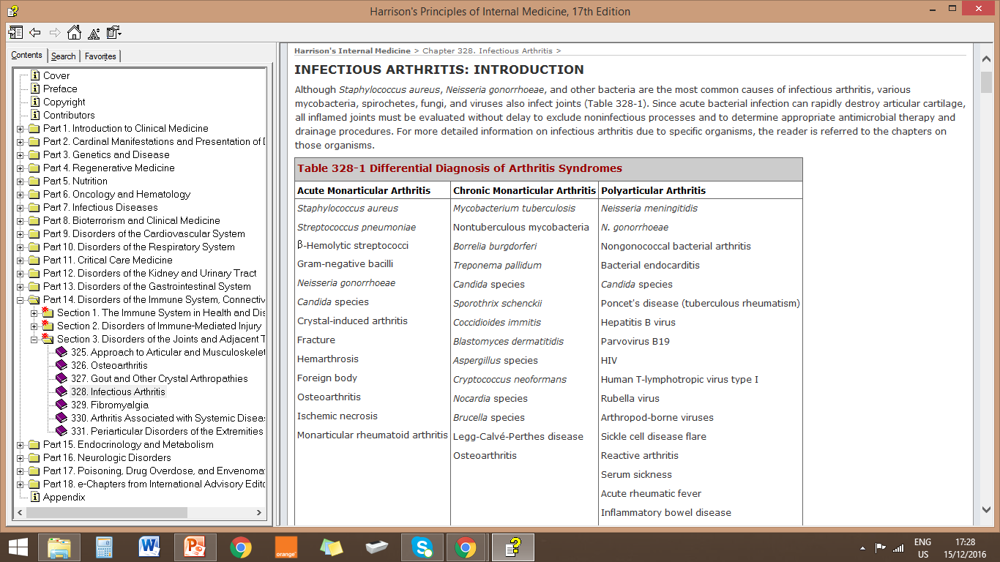 Harrison's Principles of Internal Medicine, 17th Edition
Contents Search Favorites
Cover
Preface
Copyright
Contributors
Part 1. Introduction to Clinical Medicine
Part 2. Cardinal Manifestations and Presentation of D
Part 3. Genetics and Disease
Part 4. Regenerative Medicine
Part 5. Nutrition
Part 6. Oncology and Hematology
Part 7. Infectious Diseases
Part 8. Bioterrorism and Clinical Medicine
Part 9. Disorders of the Cardiovascular System
Part 10. Disorders of the Respiratory System
Part 11. Critical Care Medicine
Part 12. Disorders of the Kidney and Urinary Tract
Part 13. Disorders of the Gastrointestinal System
Part 14. Disorders of the Immune System, Connectiv
Section 1. The Immune System in Health and Dis
Section 2. Disorders of Immune-Mediated Injury
Section 3. Disorders of the Joints and Adjacent T
325. Approach to Articular and Musculoskelet
326. Osteoarthritis
327. Gout and Other Crystal Arthropathies
328. Infectious Arthritis
329. Fibromyalgia
330. Arthritis Associated with Systemic Diseas
331. Periarticular Disorders of the Extremities
Part 15. Endocrinology and Metabolism
Part 16. Neurologic Disorders
Part 17. Poisoning, Drug Overdose, and Envenoma
Part 18. e-Chapters from International Advisory Edito
Appendix
Harrison's Internal Medicine > Chapter 328. Infectious Arthritis >
INFECTIOUS ARTHRITIS: INTRODUCTION
Although Staphylococcus aureus, Neisseria gonorrhoeae, and other bacteria are the most common causes of infectious arthritis, various
mycobacteria, spirochetes, fungi, and viruses also infect joints (Table 328-1). Since acute bacterial infection can rapidly destroy articular cartilage,
all inflamed joints must be evaluated without delay to exclude noninfectious processes and to determine appropriate antimicrobial therapy and
drainage procedures. For more detailed information on infectious arthritis due to specific organisms, the reader is referred to the chapters on
those organisms.
Table 328-1 Differential Diagnosis of Arthritis Syndromes
Acute Monarticular Arthritis Chronic Monarticular Arthritis Polyarticular Arthritis
Staphylococcus aureus Mycobacterium tuberculosis Neisseria meningitidis
Streptococcus pneumoniae Nontuberculous mycobacteria N. gonorrhoeae
β-Hemolytic streptococci Borrelia burgdorferi Nongonococcal bacterial arthritis
Gram-negative bacilli Treponema pallidum Bacterial endocarditis
Neisseria gonorrhoeae Candida species Candida species
Candida species Sporothrix schenckii Poncet's disease (tuberculous rheumatism)
Crystal-induced arthritis Coccidioides immitis Hepatitis B virus
Fracture Blastomyces dermatitidis Parvovirus B19
Hemarthrosis Aspergillus species HIV
Foreign body Cryptococcus neoformans Human T-lymphotropic virus type I
Osteoarthritis Nocardia species Rubella virus
Ischemic necrosis Brucella species Arthropod-borne viruses
Monarticular rheumatoid arthritis Legg-Calvé-Perthes disease Sickle cell disease flare
Osteoarthritis Reactive arthritis
Serum sickness
Acute rheumatic fever
Inflammatory bowel disease
orange
ENG 17:28
US 15/12/2016